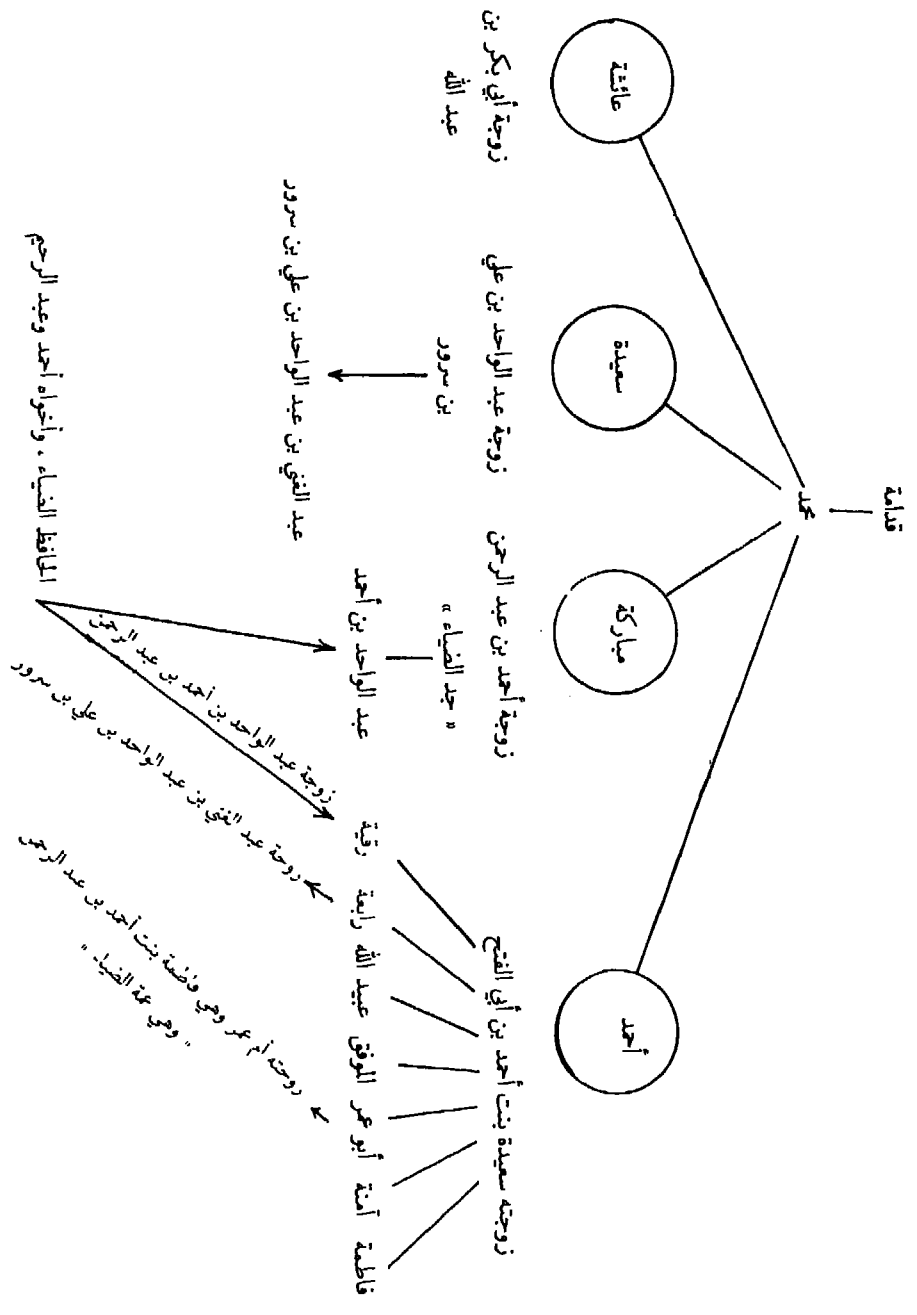 قدامة
محمد
أحمد
مباركة
سعيدة
عائشة
زوجته سعيدة بنت أحمد بن أبي الفتح
زوجة أحمد بن عبد الرحمن
« جد الضياء »
زوجة عبد الواحد بن علي
بن سرور
زوجة أبي بكر بن
عبد الله
فاطمة
آمنة
أبو عمر
الموفق
عبيد الله
رابعة
رقية
عبد الواحد بن أحمد
عبد الغني بن عبد الواحد بن علي بن سرور
زوجته أم عمر وهي فاطمة بنت أحمد بن عبد الرحمن
« وهي عمة الضياء »
زوجة عبد الغني بن عبد الواحد بن علي بن سرور
زوجة عبد الواحد بن أحمد بن عبد الرحمن
الحافظ الضياء ، وأخواه أحمد وعبد الرحيم